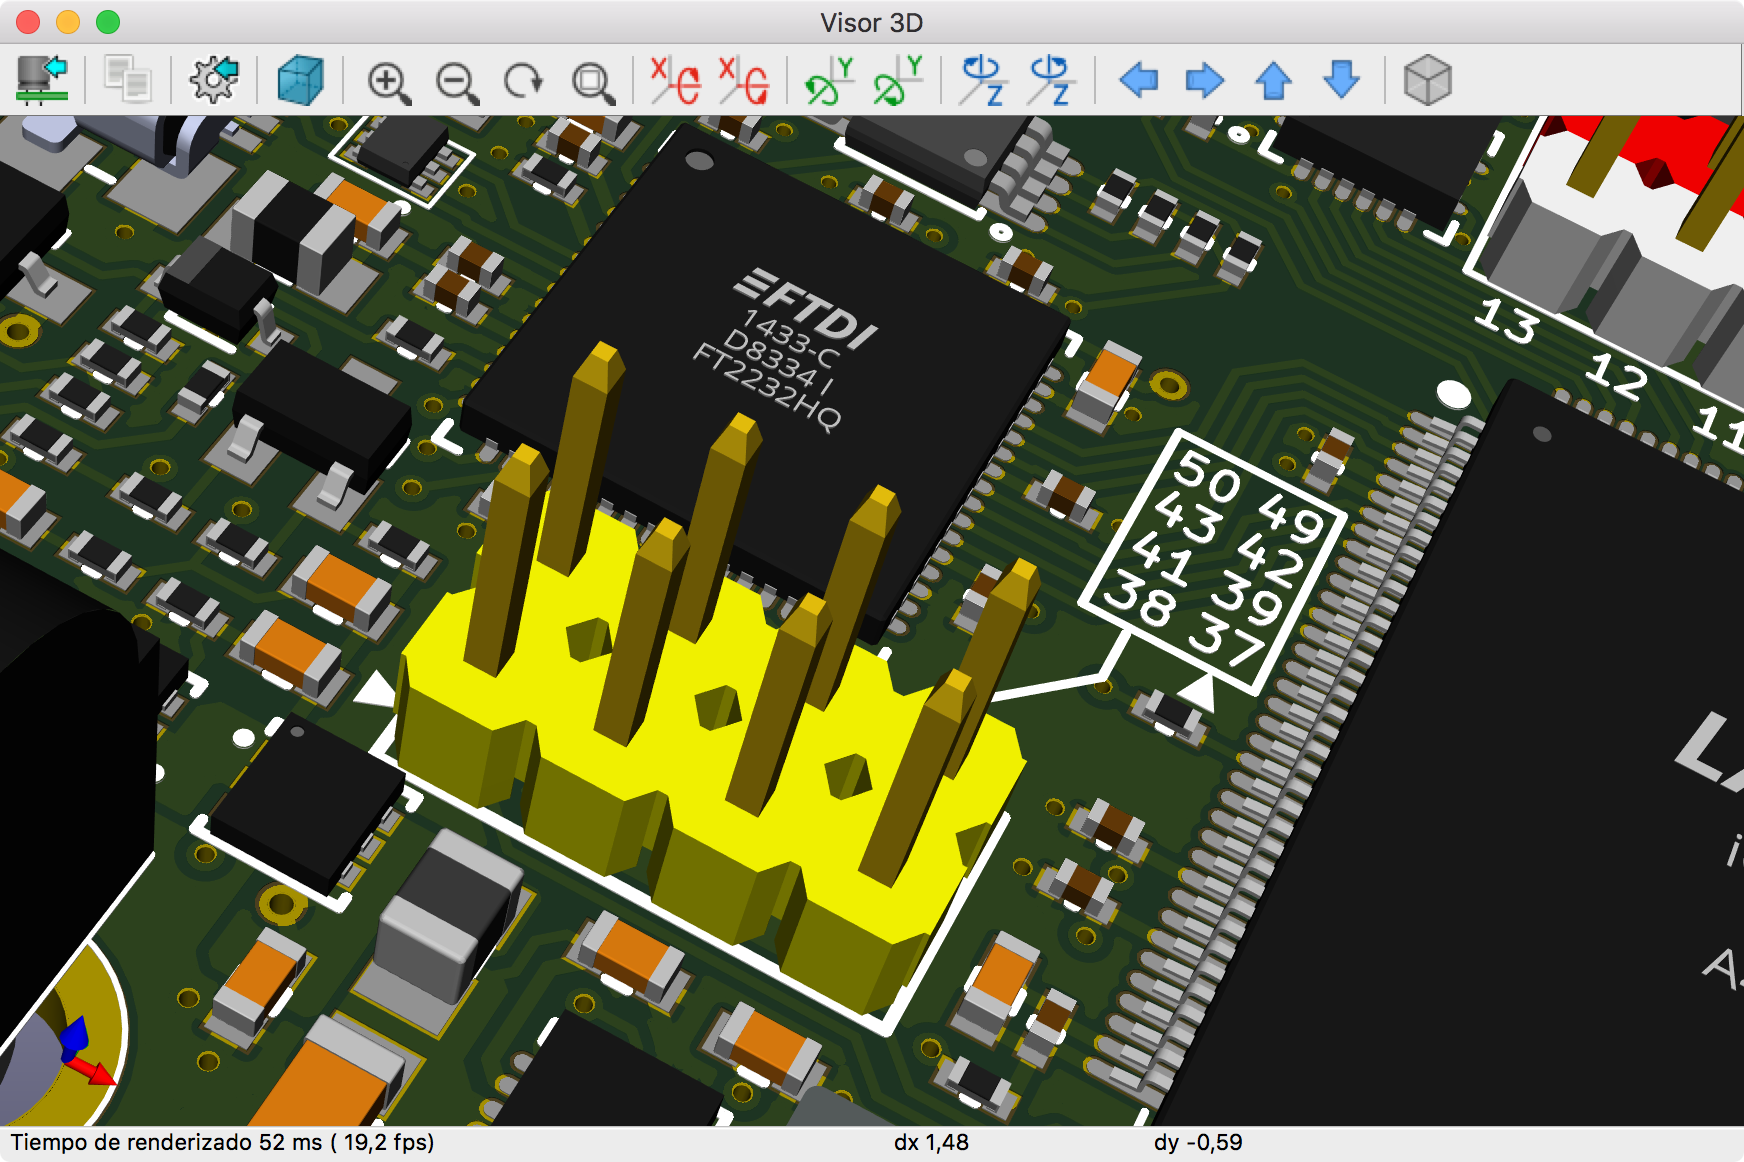 Visor 3D
FTDI
1433-C
D8334 I
FT2232HQ
13
12
11
50 49
43 42
41 39
38 37
Tiempo de renderizado 52 ms ( 19,2 fps)
dx 1,48
dy -0,59